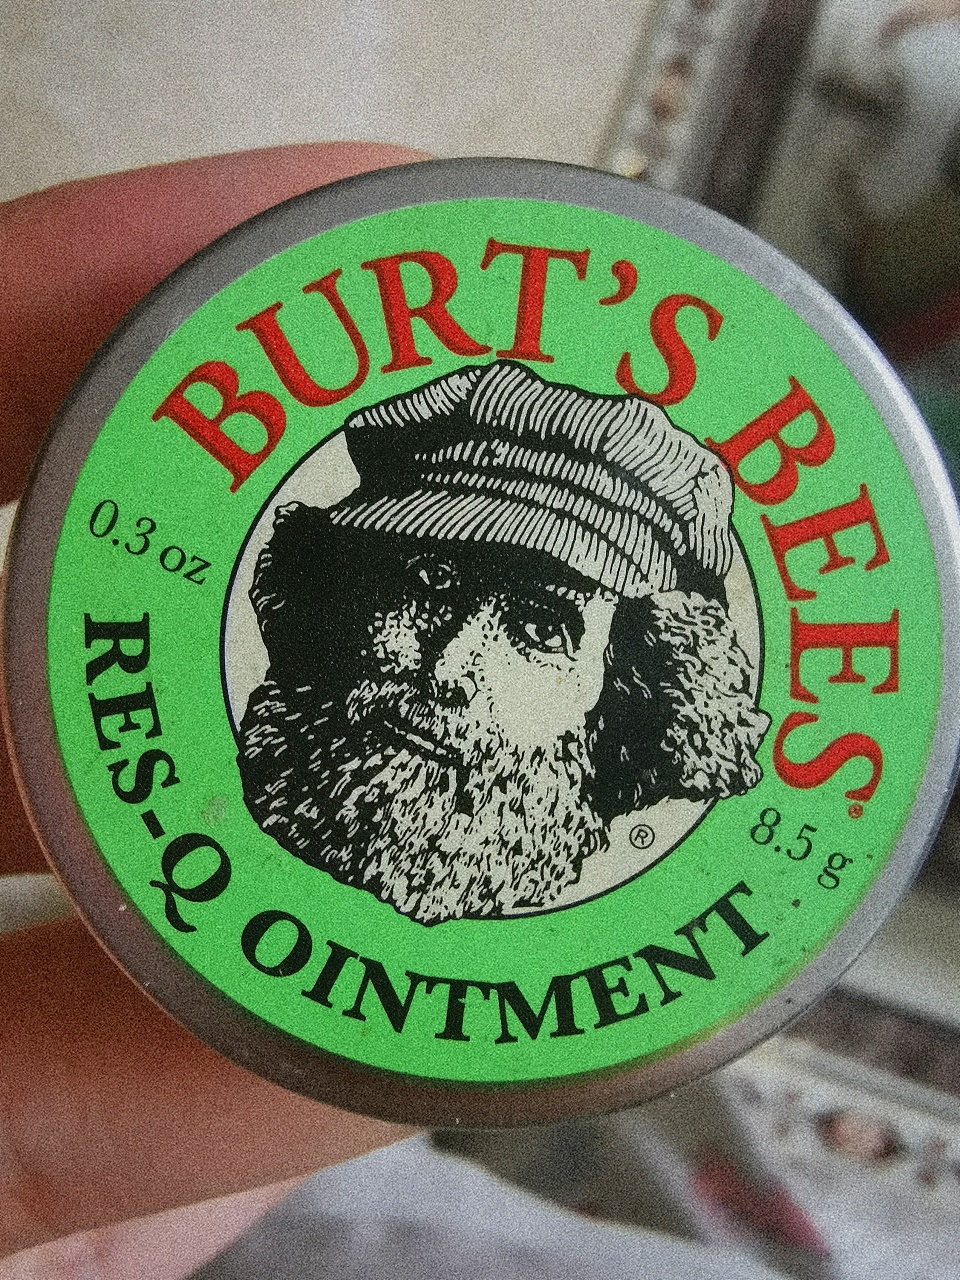 BURT'S BEES®
0.3 oz
8.5 g
RES-Q OINTMENT
®